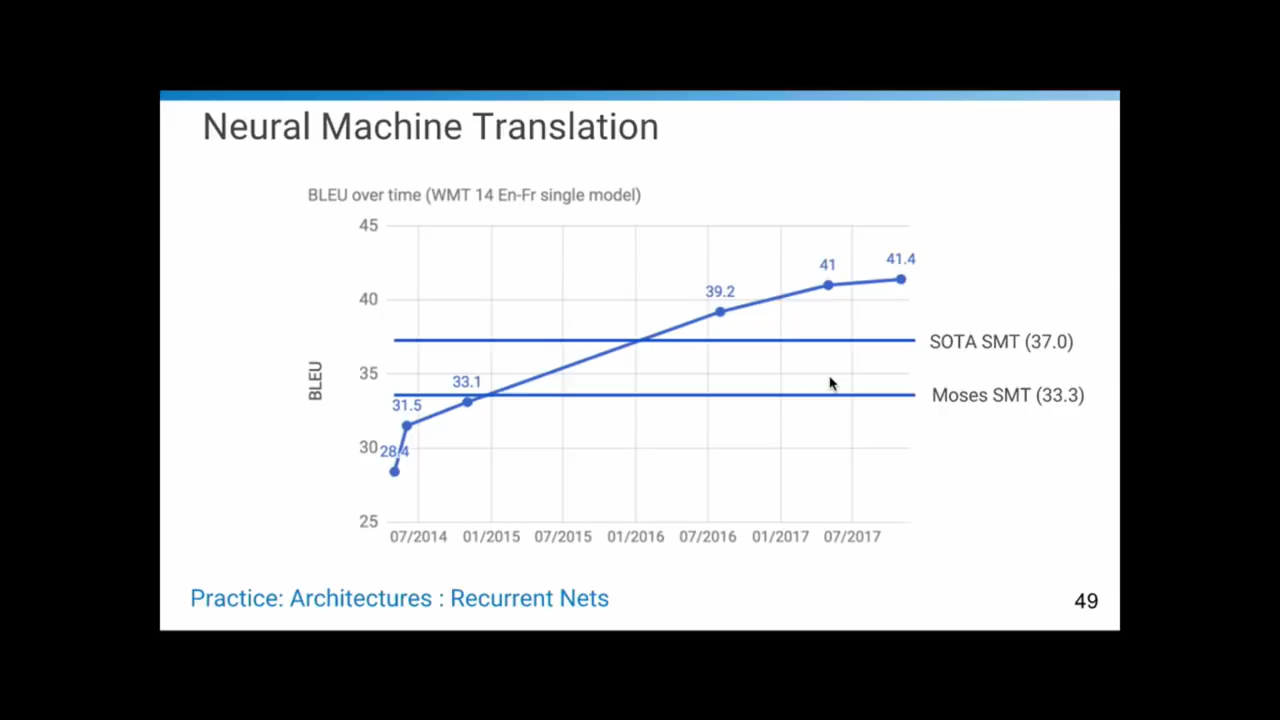 Neural Machine Translation
BLEU over time (WMT 14 En-Fr single model)
45
41.4
41
39.2
40
SOTA SMT (37.0)
BLEU
35
33.1
Moses SMT (33.3)
31.5
30
28.4
25
07/2014 01/2015 07/2015 01/2016 07/2016 01/2017 07/2017
Practice: Architectures : Recurrent Nets
49